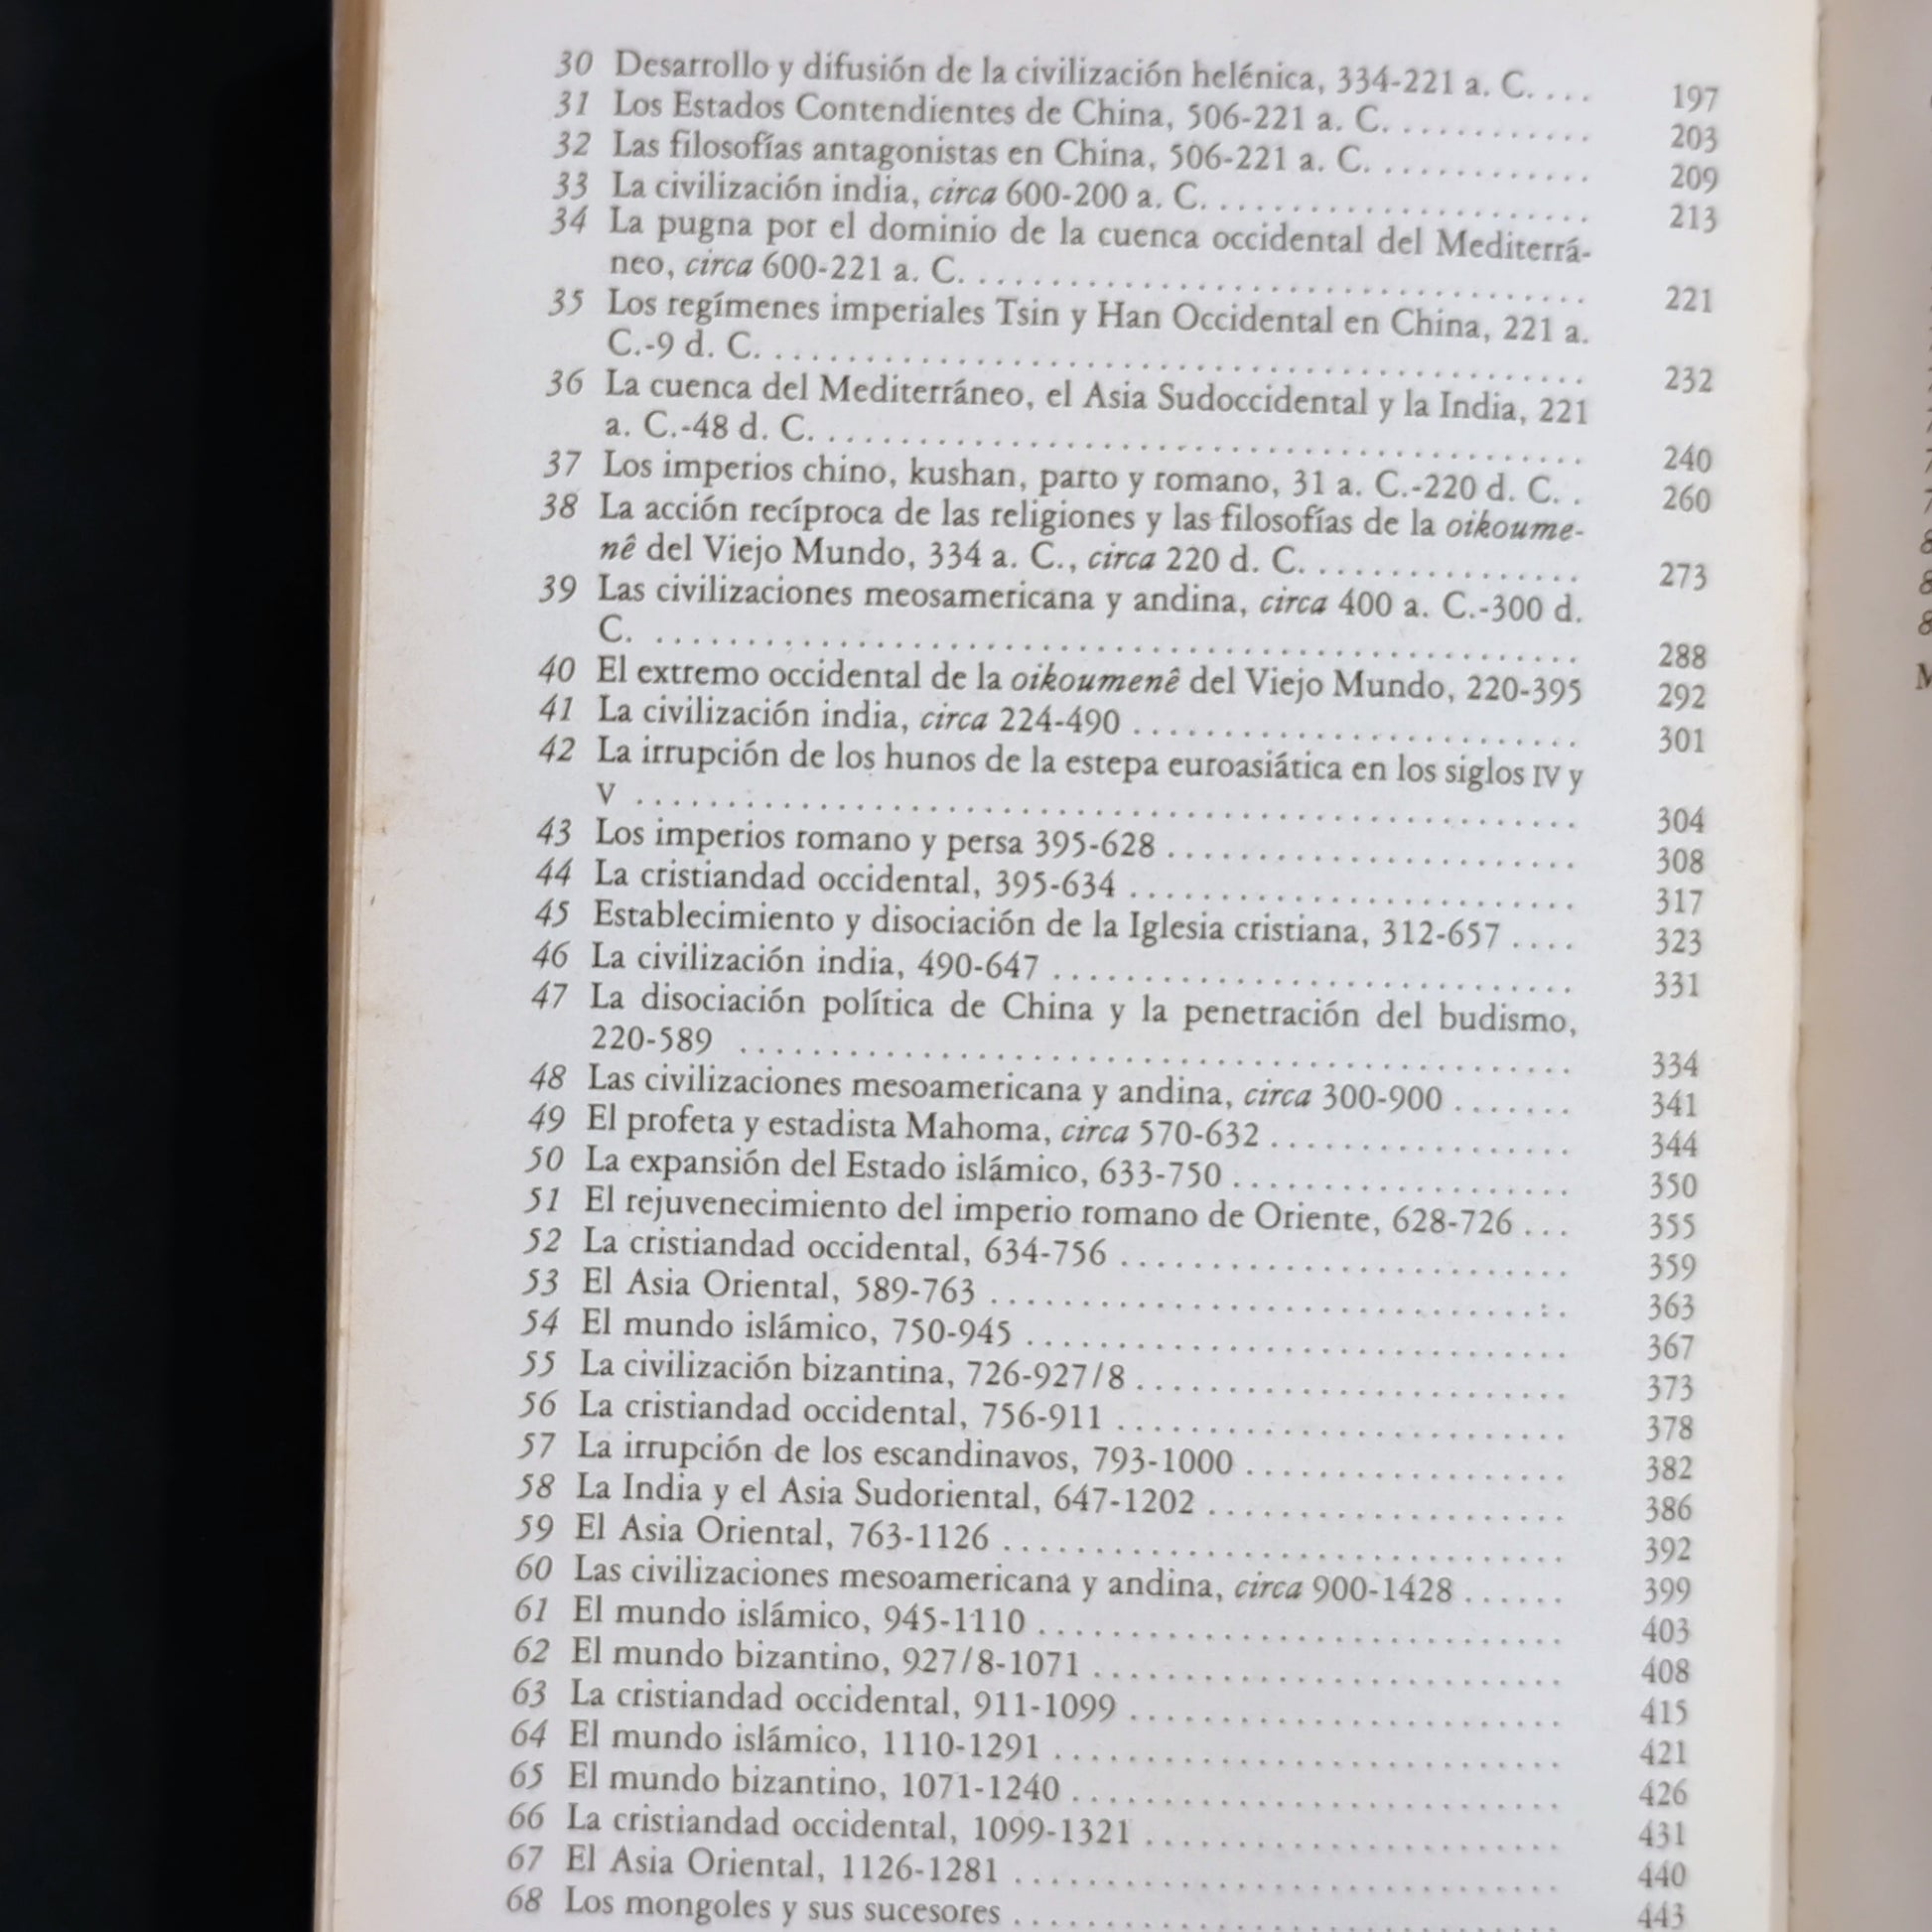 30 Desarrollo y difusión de la civilización helénica, 334-221 a. C. . . . 197
31 Los Estados Contendientes de China, 506-221 a. C. . . . . . . . . . . . 203
32 Las filosofías antagonistas en China, 506-221 a. C. . . . . . . . . . . . . 209
33 La civilización india, circa 600-200 a. C. . . . . . . . . . . . . . . . . . . . . . 213
34 La pugna por el dominio de la cuenca occidental del Mediterrá-
neo, circa 600-221 a. C. . . . . . . . . . . . . . . . . . . . . . . . . . . . . . . . . . 221
35 Los regímenes imperiales Tsin y Han Occidental en China, 221 a.
C.-9 d. C. . . . . . . . . . . . . . . . . . . . . . . . . . . . . . . . . . . . . . . . . . . . . 232
36 La cuenca del Mediterráneo, el Asia Sudoccidental y la India, 221
a. C.-48 d. C. . . . . . . . . . . . . . . . . . . . . . . . . . . . . . . . . . . . . . . . . . 240
37 Los imperios chino, kushan, parto y romano, 31 a. C.-220 d. C. . 260
38 La acción recíproca de las religiones y las filosofías de la oikoume-
nê del Viejo Mundo, 334 a. C., circa 220 d. C. . . . . . . . . . . . . . . . 273
39 Las civilizaciones meosamericana y andina, circa 400 a. C.-300 d.
C. . . . . . . . . . . . . . . . . . . . . . . . . . . . . . . . . . . . . . . . . . . . . . . . . . . 288
40 El extremo occidental de la oikoumenê del Viejo Mundo, 220-395 292
41 La civilización india, circa 224-490 . . . . . . . . . . . . . . . . . . . . . . . . . 301
42 La irrupción de los hunos de la estepa euroasiática en los siglos IV y
V . . . . . . . . . . . . . . . . . . . . . . . . . . . . . . . . . . . . . . . . . . . . . . . . . . . . 304
43 Los imperios romano y persa 395-628 . . . . . . . . . . . . . . . . . . . . . . . 308
44 La cristiandad occidental, 395-634 . . . . . . . . . . . . . . . . . . . . . . . . . 317
45 Establecimiento y disociación de la Iglesia cristiana, 312-657 . . . . 323
46 La civilización india, 490-647 . . . . . . . . . . . . . . . . . . . . . . . . . . . . . 331
47 La disociación política de China y la penetración del budismo,
220-589 . . . . . . . . . . . . . . . . . . . . . . . . . . . . . . . . . . . . . . . . . . . . . . 334
48 Las civilizaciones mesoamericana y andina, circa 300-900 . . . . . . . 341
49 El profeta y estadista Mahoma, circa 570-632 . . . . . . . . . . . . . . . . . 344
50 La expansión del Estado islámico, 633-750 . . . . . . . . . . . . . . . . . . . 350
51 El rejuvenecimiento del imperio romano de Oriente, 628-726 . . . 355
52 La cristiandad occidental, 634-756 . . . . . . . . . . . . . . . . . . . . . . . . . 359
53 El Asia Oriental, 589-763 . . . . . . . . . . . . . . . . . . . . . . . . . . . . . . : . 363
54 El mundo islámico, 750-945 . . . . . . . . . . . . . . . . . . . . . . . . . . . . . . 367
55 La civilización bizantina, 726-927/8 . . . . . . . . . . . . . . . . . . . . . . . . 373
56 La cristiandad occidental, 756-911 . . . . . . . . . . . . . . . . . . . . . . . . . 378
57 La irrupción de los escandinavos, 793-1000 . . . . . . . . . . . . . . . . . . 382
58 La India y el Asia Sudoriental, 647-1202 . . . . . . . . . . . . . . . . . . . . 386
59 El Asia Oriental, 763-1126 . . . . . . . . . . . . . . . . . . . . . . . . . . . . . . . 392
60 Las civilizaciones mesoamericana y andina, circa 900-1428 . . . . . . 399
61 El mundo islámico, 945-1110 . . . . . . . . . . . . . . . . . . . . . . . . . . . . . 403
62 El mundo bizantino, 927/8-1071 . . . . . . . . . . . . . . . . . . . . . . . . . . 408
63 La cristiandad occidental, 911-1099 . . . . . . . . . . . . . . . . . . . . . . . . 415
64 El mundo islámico, 1110-1291 . . . . . . . . . . . . . . . . . . . . . . . . . . . . 421
65 El mundo bizantino, 1071-1240 . . . . . . . . . . . . . . . . . . . . . . . . . . . 426
66 La cristiandad occidental, 1099-1321 . . . . . . . . . . . . . . . . . . . . . . . 431
67 El Asia Oriental, 1126-1281 . . . . . . . . . . . . . . . . . . . . . . . . . . . . . . 440
68 Los mongoles y sus sucesores . . . . . . . . . . . . . . . . . . . . . . . . . . . . . . 443